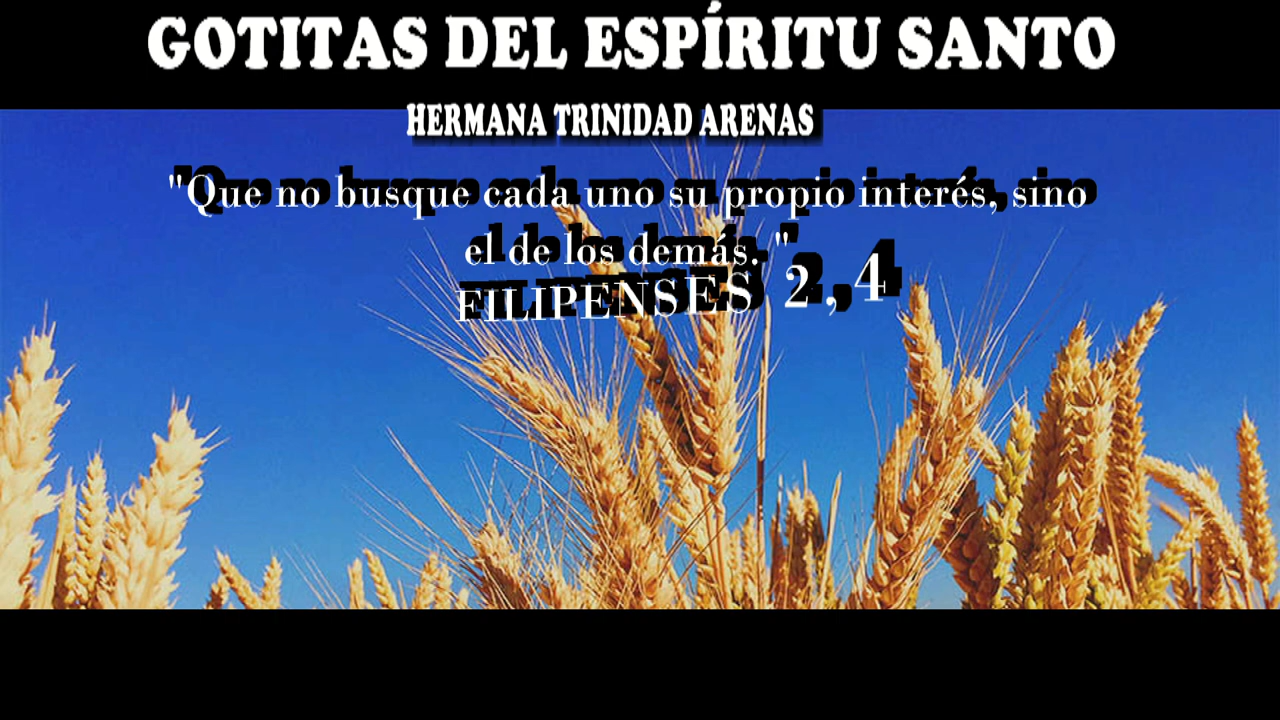 GOTITAS DEL ESPÍRITU SANTO
HERMANA TRINIDAD ARENAS
"Que no busque cada uno su propio interés, sino
el de los demás. "
FILIPENSES 2,4